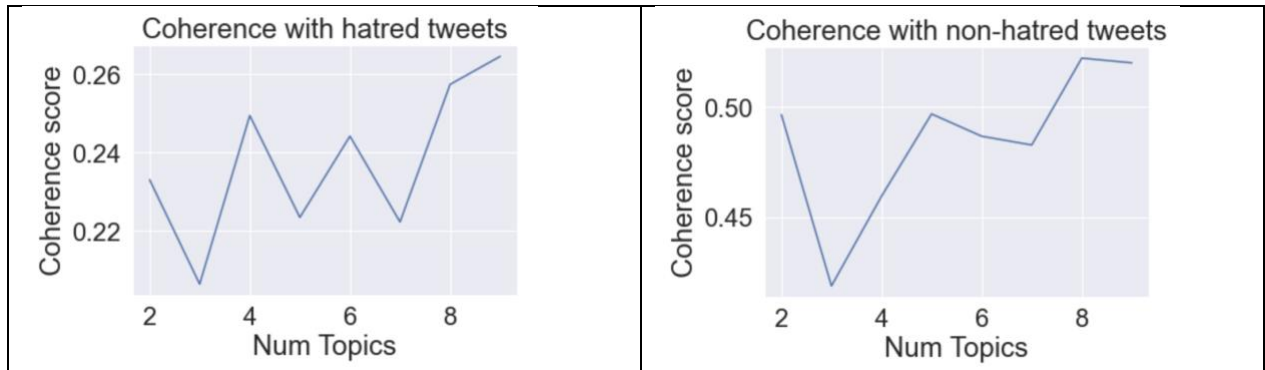 Coherence with hatred tweets
Coherence score
0.26
0.24
0.22
2 4 6 8
Num Topics
Coherence with non-hatred tweets
Coherence score
0.50
0.45
2 4 6 8
Num Topics